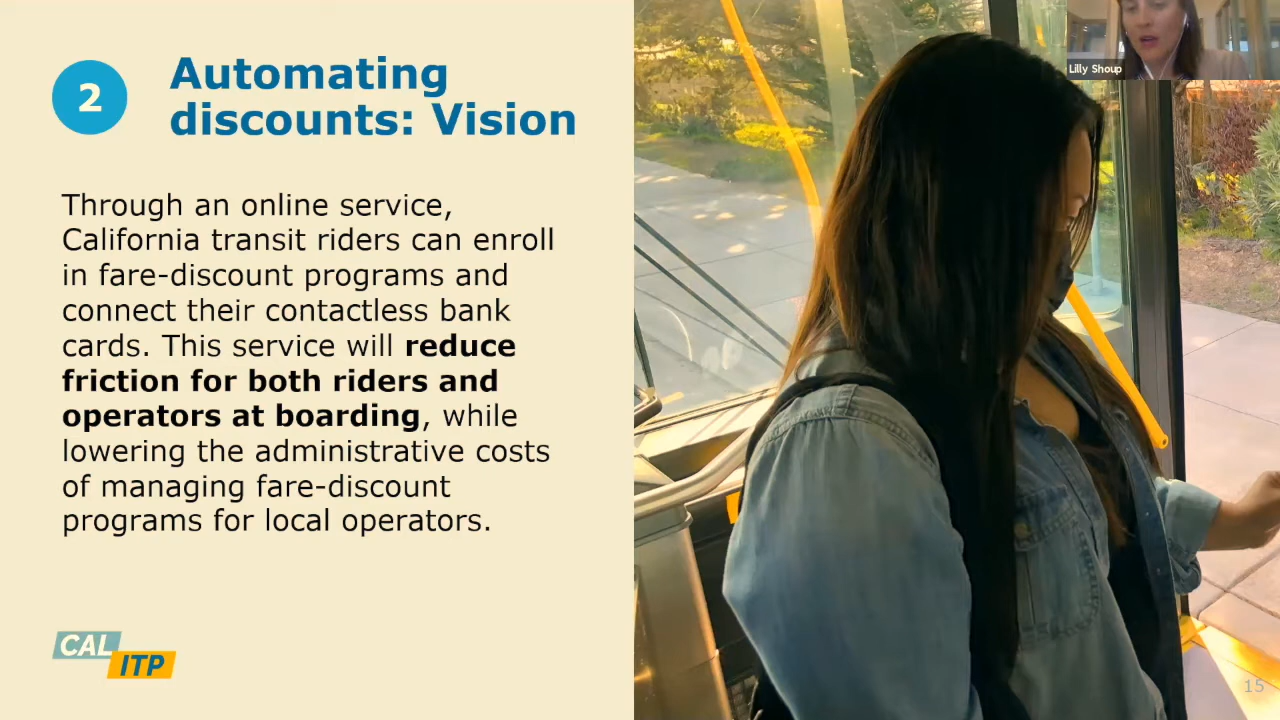 2
Automating
discounts: Vision
Through an online service,
California transit riders can enroll
in fare-discount programs and
connect their contactless bank
cards. This service will reduce
friction for both riders and
operators at boarding, while
lowering the administrative costs
of managing fare-discount
programs for local operators.
CAL
ITP
Lilly Shoup
15